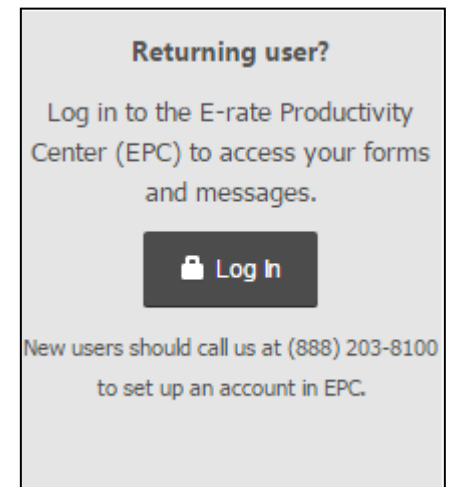 Returning user?
Log in to the E-rate Productivity
Center (EPC) to access your forms
and messages.
Log In
New users should call us at (888) 203-8100
to set up an account in EPC.